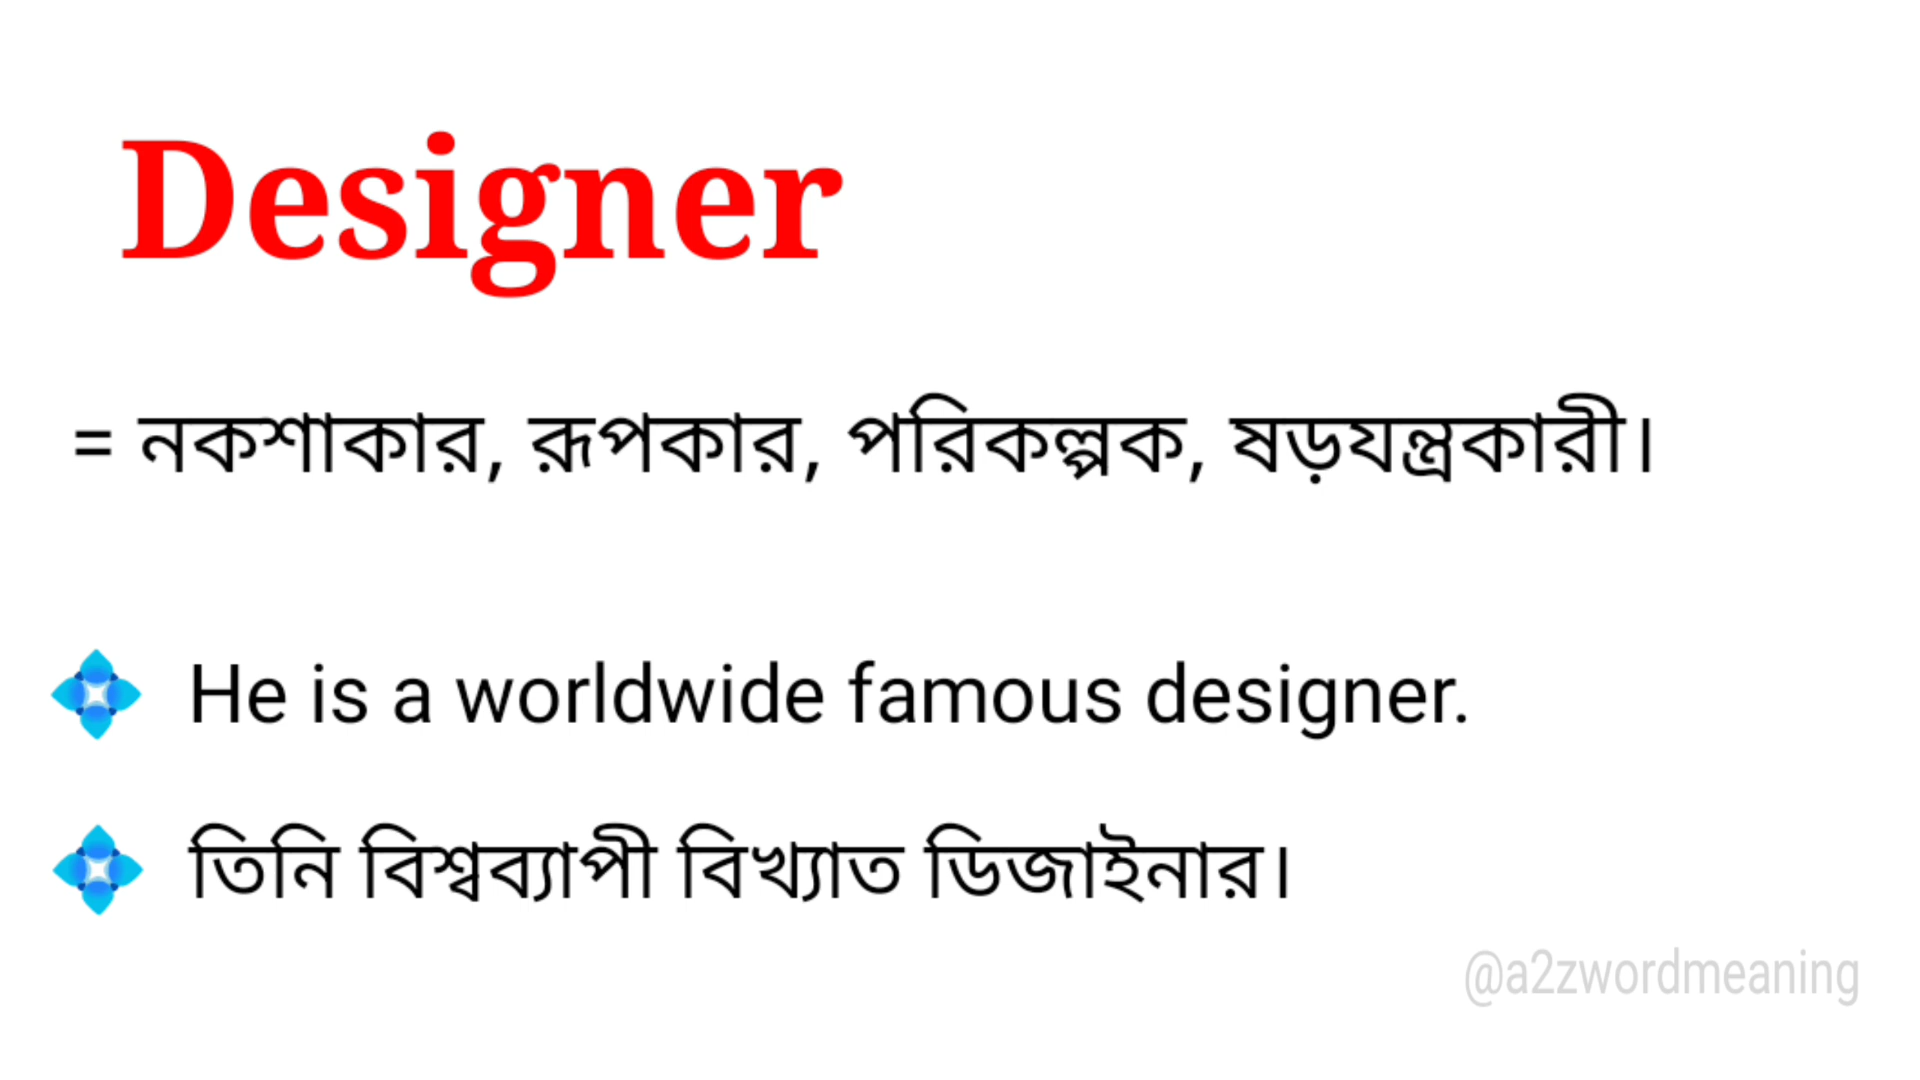 Designer
= নকশাকার, রূপকার, পরিকল্পক, ষড়যন্ত্রকারী।
He is a worldwide famous designer.
তিনি বিশ্বব্যাপী বিখ্যাত ডিজাইনার।
@a2zwordmeaning